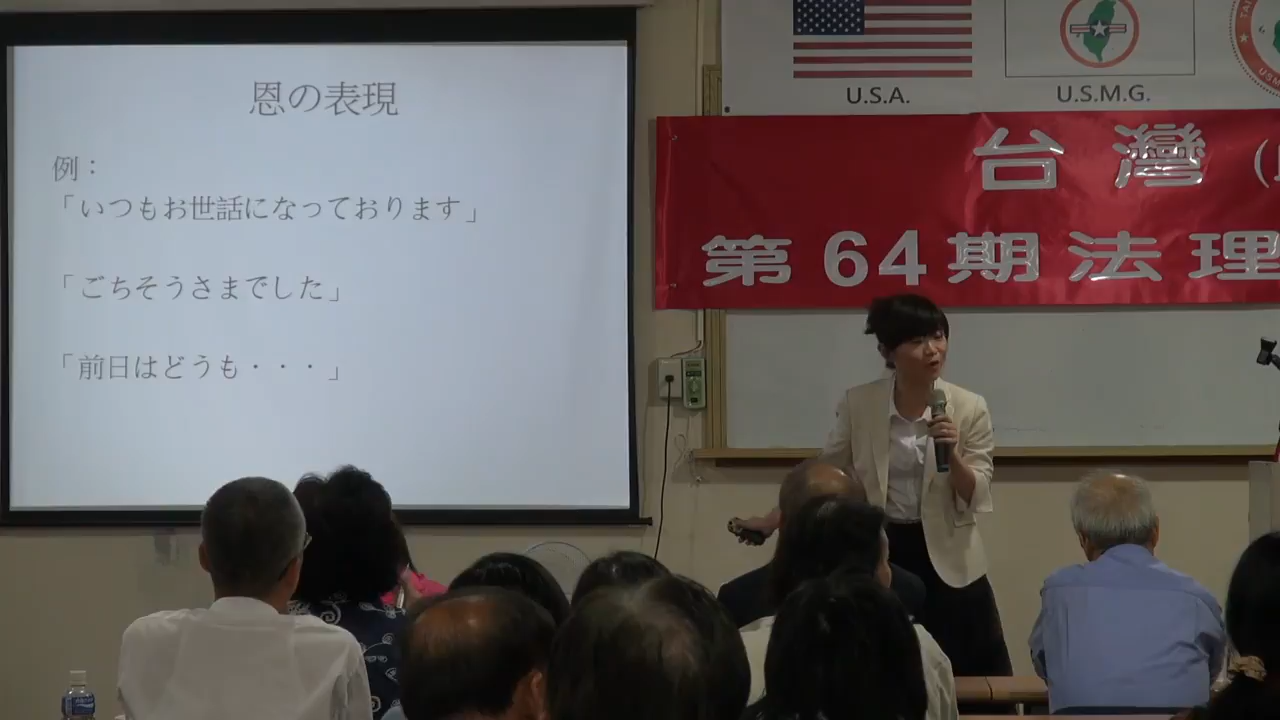 恩の表現
例：
「いつもお世話になっております」
「ごちそうさまでした」
「前日はどうも・・・」
U.S.A.
U.S.M.G.
台灣(
第64期法理